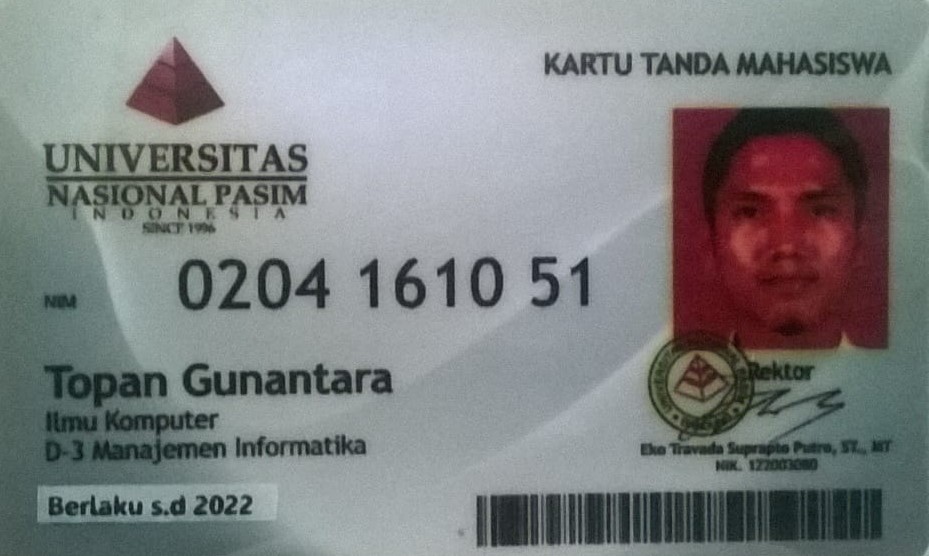 KARTU TANDA MAHASISWA
UNIVERSITAS
NASIONAL PASIM
INDONESIA
SINCE 1996
NIM 0204 1610 51
Topan Gunantara
Ilmu Komputer
D-3 Manajemen Informatika
Berlaku s.d 2022
Rektor
Eko Travada Suprapto Putro, ST., MT
NIK.